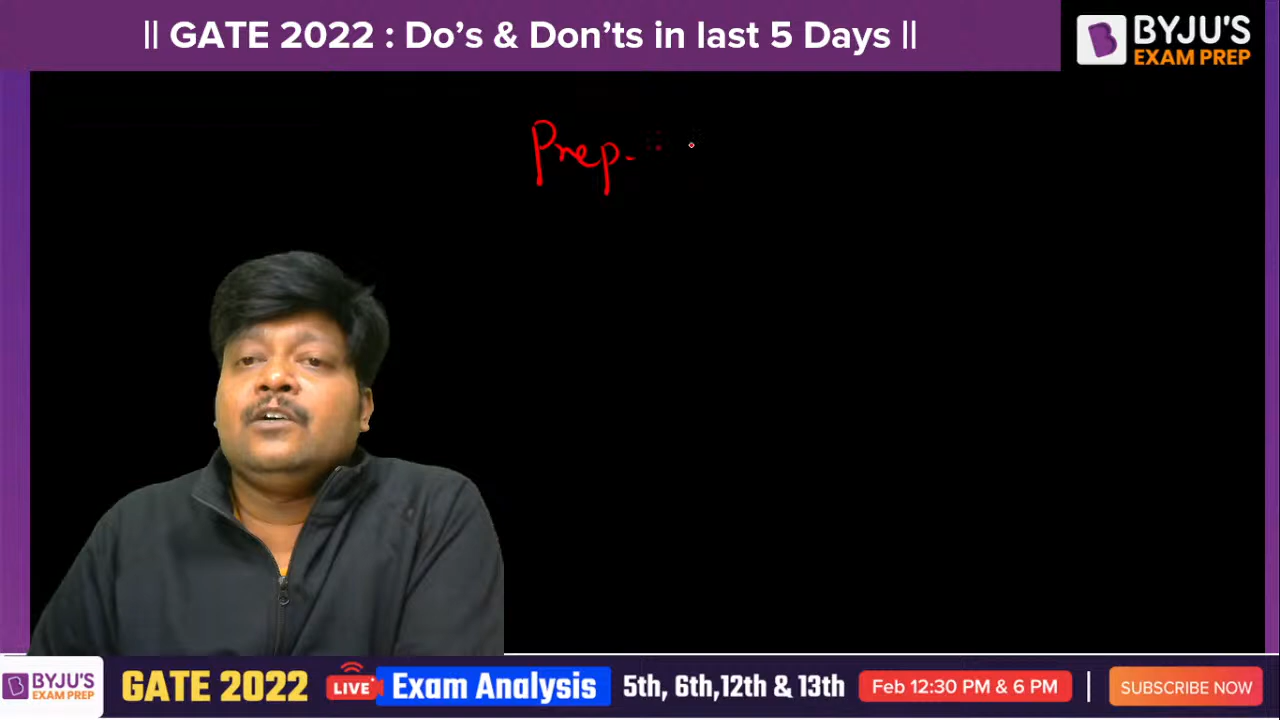 || GATE 2022 : Do's & Don'ts in last 5 Days ||
BYJU'S
EXAM PREP
Prep.
BYJU'S
EXAM PREP
GATE 2022
LIVE
Exam Analysis
5th, 6th,12th & 13th
Feb 12:30 PM & 6 PM
SUBSCRIBE NOW